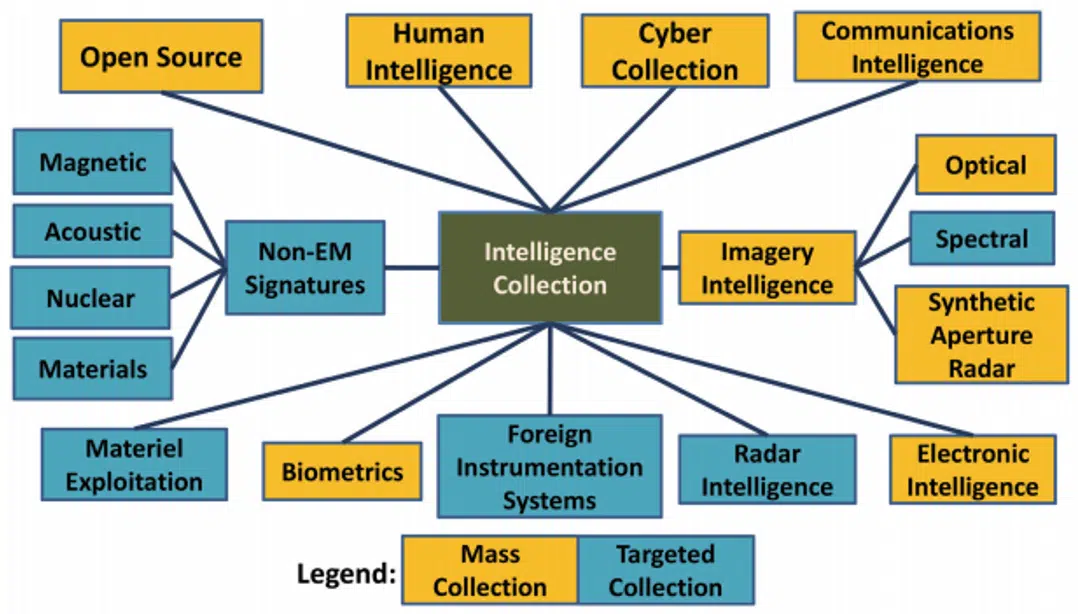 Open Source
Human
Intelligence
Cyber
Collection
Communications
Intelligence
Magnetic
Acoustic
Nuclear
Materials
Non-EM
Signatures
Intelligence
Collection
Imagery
Intelligence
Optical
Spectral
Synthetic
Aperture
Radar
Materiel
Exploitation
Biometrics
Foreign
Instrumentation
Systems
Radar
Intelligence
Electronic
Intelligence
Legend:
Mass
Collection
Targeted
Collection